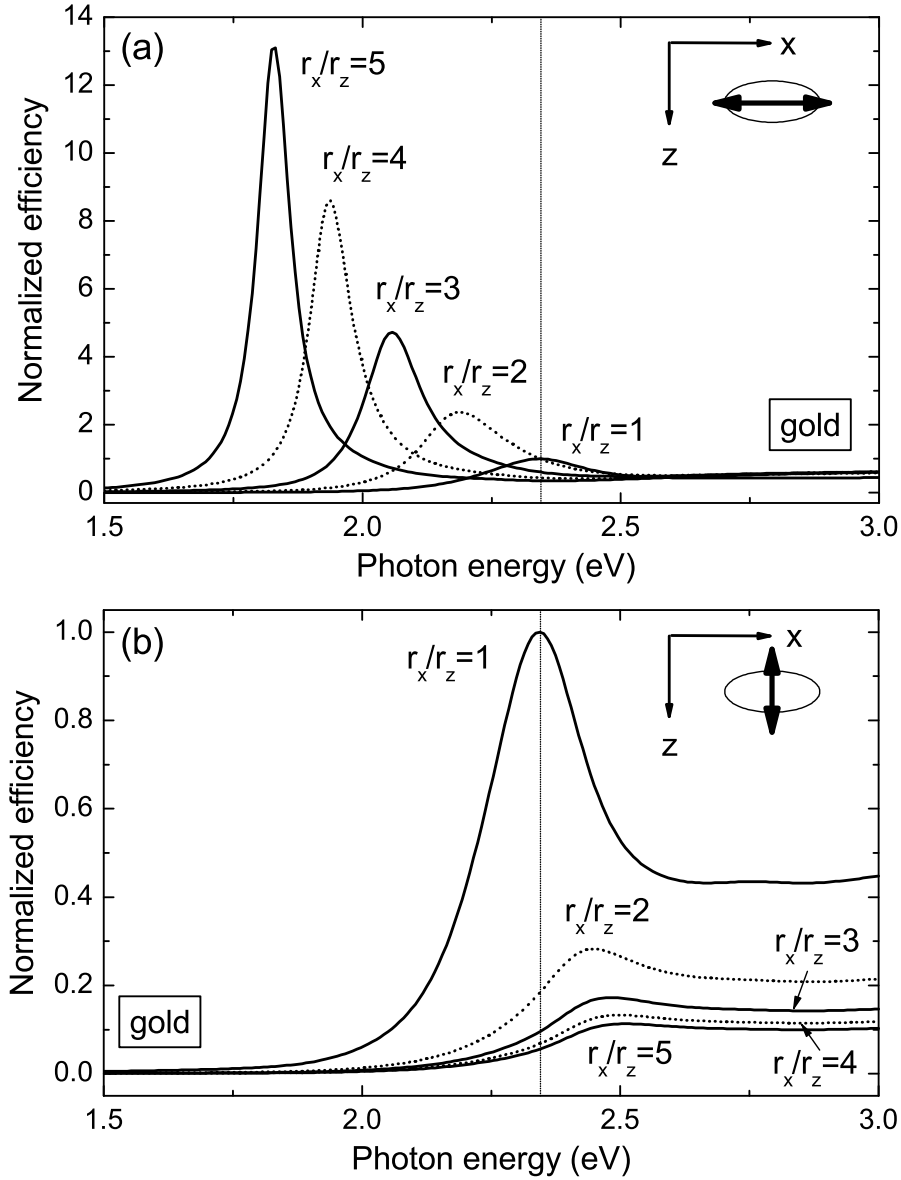 (a)
Normalized efficiency
14
12
10
8
6
4
2
0
r_x/r_z=5
r_x/r_z=4
r_x/r_z=3
r_x/r_z=2
r_x/r_z=1
x
z
gold
1.5 2.0 2.5 3.0
Photon energy (eV)
(b)
Normalized efficiency
1.0
0.8
0.6
0.4
0.2
0.0
r_x/r_z=1
x
z
r_x/r_z=2
r_x/r_z=3
gold
r_x/r_z=5
r_x/r_z=4
1.5 2.0 2.5 3.0
Photon energy (eV)